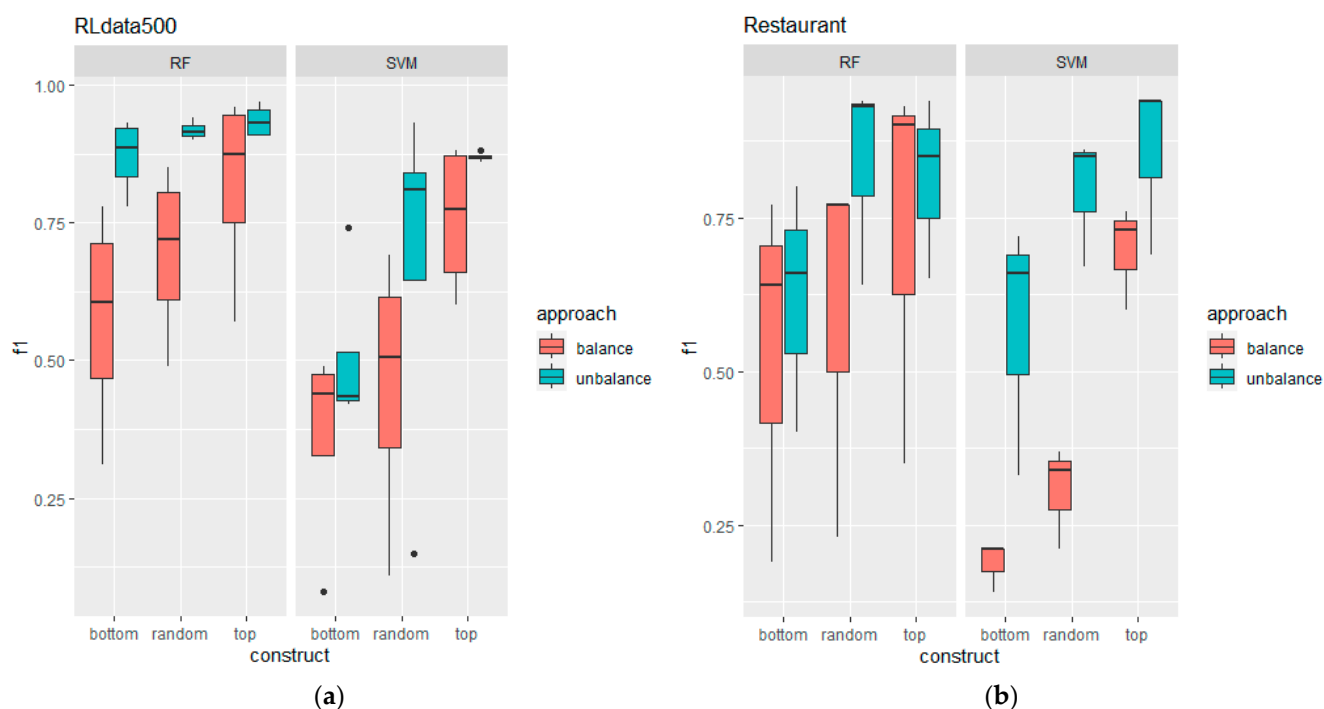 RLdata500
RF
SVM
1.00
0.75
0.50
0.25
f1
bottom random top
bottom random top
construct
approach
balance
unbalance
(a)
Restaurant
RF
SVM
0.75
0.50
0.25
f1
bottom random top
bottom random top
construct
approach
balance
unbalance
(b)